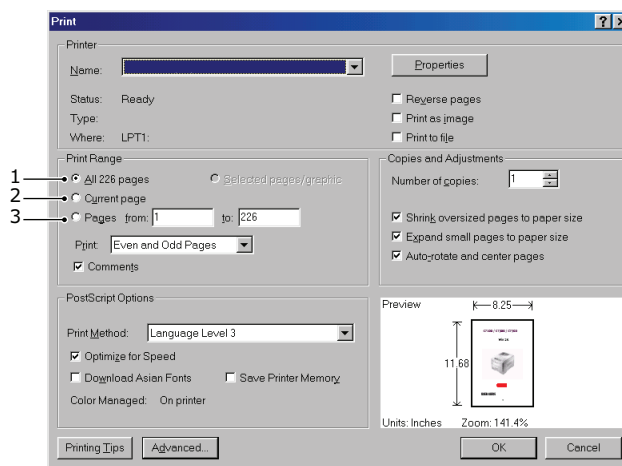 Print
Printer
Name:
Properties
Status: Ready
Type:
Where: LPT1:
Reverse pages
Print as image
Print to file
Print Range
1 All 226 pages Selected pages/graphic
2 Current page
3 Pages from: 1 to: 226
Print: Even and Odd Pages
Comments
Copies and Adjustments
Number of copies: 1
Shrink oversized pages to paper size
Expand small pages to paper size
Auto-rotate and center pages
PostScript Options
Print Method: Language Level 3
Optimize for Speed
Download Asian Fonts Save Printer Memory
Color Managed: On printer
Preview
8.25
11.68
Units: Inches Zoom: 141.4%
Printing Tips Advanced... OK Cancel